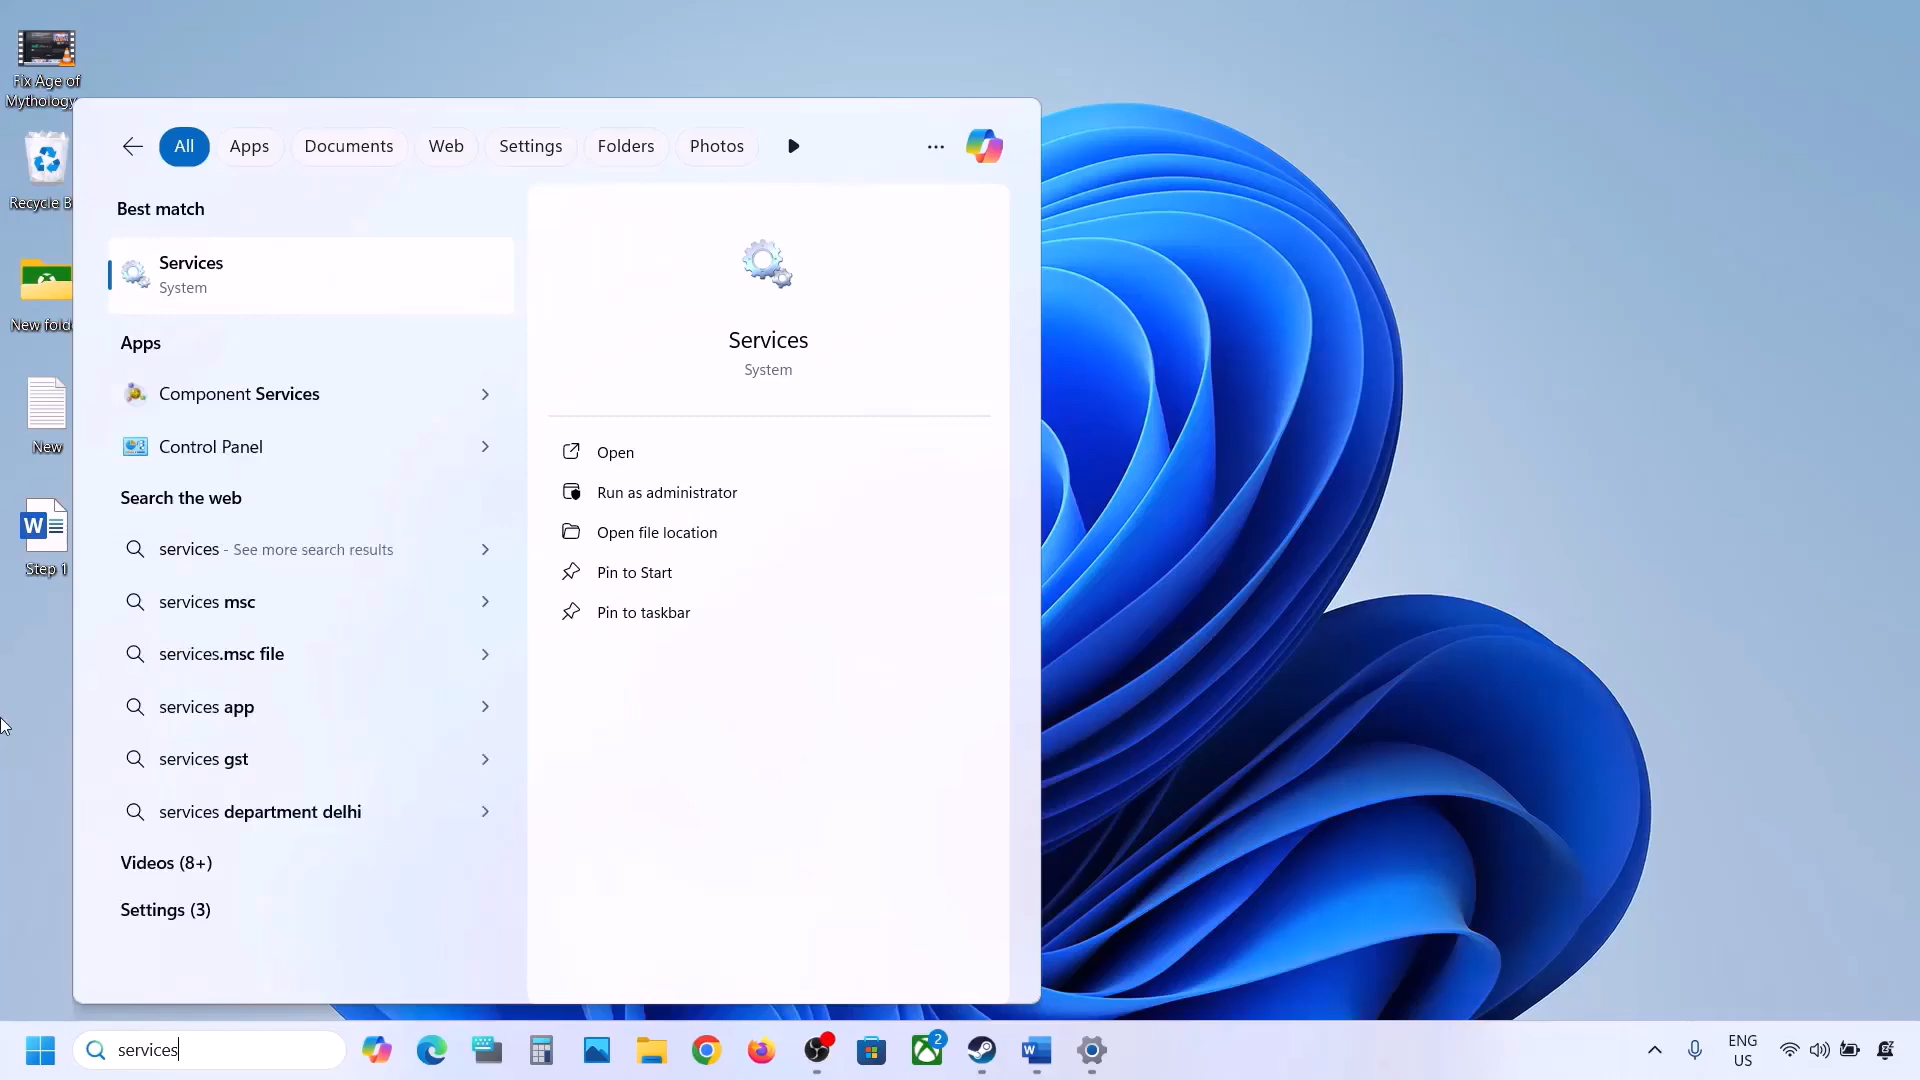 Fix Age of
Mythology
Recycle B
New fold
New
Step 1
All
Apps
Documents
Web
Settings
Folders
Photos
Best match
Services
System
Apps
Component Services
Control Panel
Search the web
services - See more search results
services msc
services.msc file
services app
services gst
services department delhi
Videos (8+)
Settings (3)
Services
System
Open
Run as administrator
Open file location
Pin to Start
Pin to taskbar
services
2
ENG
US